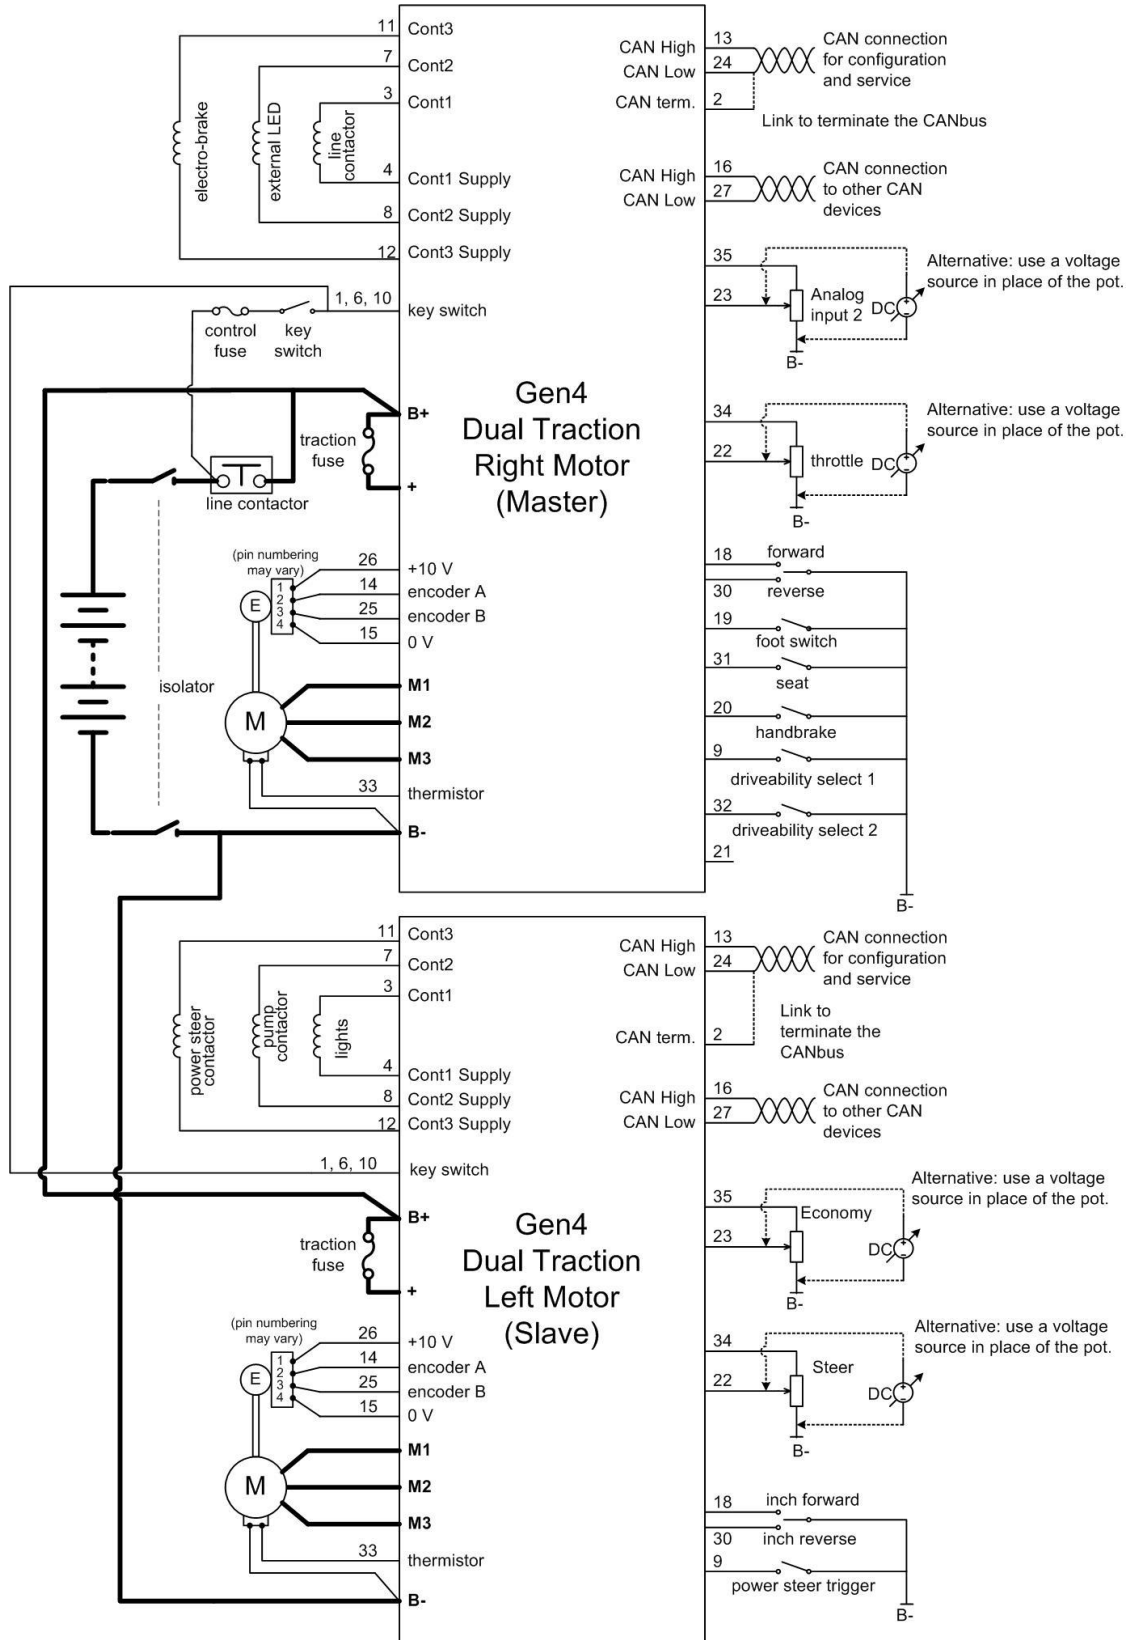 11 Cont3
7 Cont2
3 Cont1
electro-brake
external LED
line
contactor
4 Cont1 Supply
8 Cont2 Supply
12 Cont3 Supply
1, 6, 10 key switch
control
fuse
key
switch
B+
traction
fuse
+
line contactor
(pin numbering
may vary)
E
1
2
3
4
26 +10 V
14 encoder A
25 encoder B
15 0 V
isolator
M
M1
M2
M3
33 thermistor
B-
Gen4
Dual Traction
Right Motor
(Master)
CAN High 13
CAN Low 24
CAN term. 2
CAN connection
for configuration
and service
Link to terminate the CANbus
CAN High 16
CAN Low 27
CAN connection
to other CAN
devices
35
23
Analog
input 2
DC
B-
Alternative: use a voltage
source in place of the pot.
34
22
throttle
DC
B-
Alternative: use a voltage
source in place of the pot.
18 forward
30 reverse
19
foot switch
31
seat
20
handbrake
9
driveability select 1
32
driveability select 2
21
B-
11 Cont3
7 Cont2
3 Cont1
power steer
contactor
pump
contactor
lights
4 Cont1 Supply
8 Cont2 Supply
12 Cont3 Supply
1, 6, 10 key switch
B+
traction
fuse
+
(pin numbering
may vary)
E
1
2
3
4
26 +10 V
14 encoder A
25 encoder B
15 0 V
M
M1
M2
M3
33 thermistor
B-
Gen4
Dual Traction
Left Motor
(Slave)
CAN High 13
CAN Low 24
CAN term. 2
CAN connection
for configuration
and service
Link to
terminate the
CANbus
CAN High 16
CAN Low 27
CAN connection
to other CAN
devices
35
23
Economy
DC
B-
Alternative: use a voltage
source in place of the pot.
34
22
Steer
DC
B-
Alternative: use a voltage
source in place of the pot.
18 inch forward
30 inch reverse
9
power steer trigger
B-